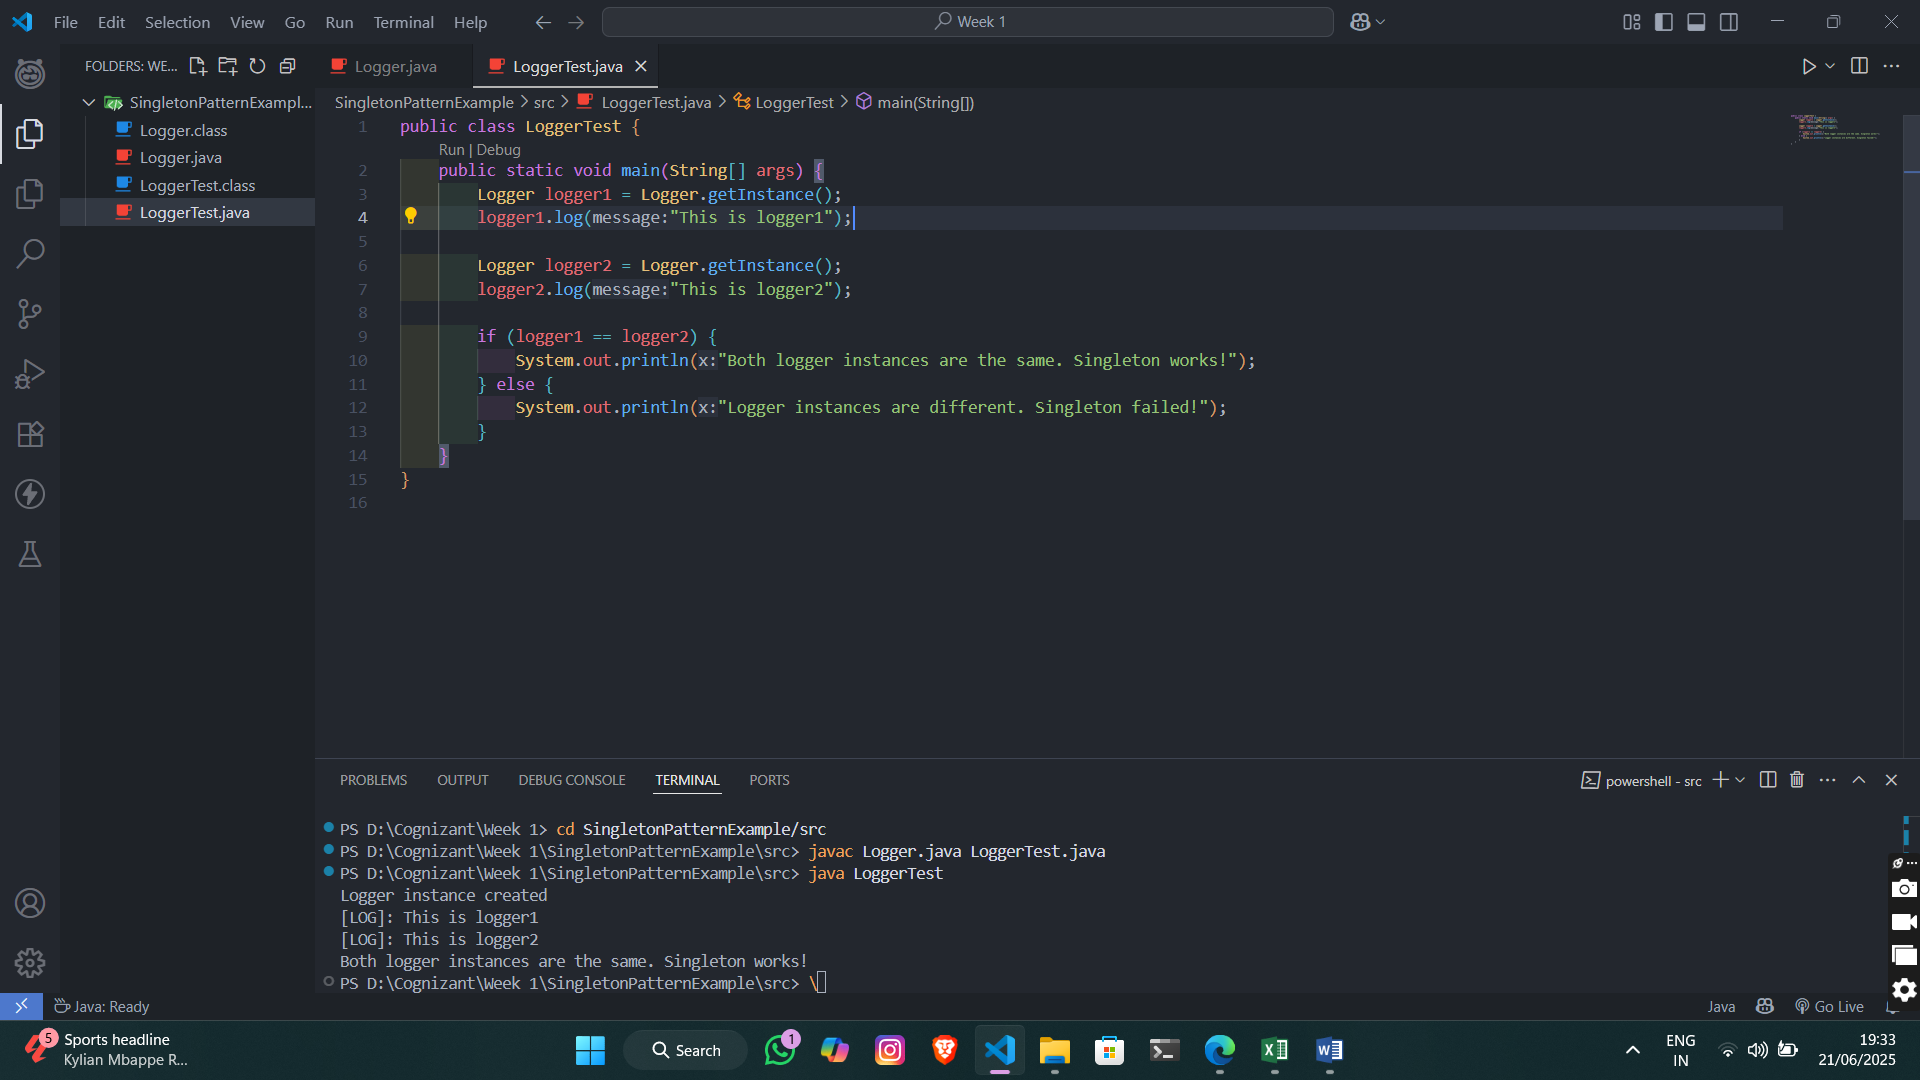 File Edit Selection View Go Run Terminal Help
Week 1
FOLDERS: WE...
SingletonPatternExampl...
Logger.class
Logger.java
LoggerTest.class
LoggerTest.java
Logger.java LoggerTest.java
SingletonPatternExample > src > LoggerTest.java > LoggerTest > main(String[])
1 public class LoggerTest {
Run | Debug
2 public static void main(String[] args) {
3 Logger logger1 = Logger.getInstance();
4 logger1.log(message:"This is logger1");
5
6 Logger logger2 = Logger.getInstance();
7 logger2.log(message:"This is logger2");
8
9 if (logger1 == logger2) {
10 System.out.println(x:"Both logger instances are the same. Singleton works!");
11 } else {
12 System.out.println(x:"Logger instances are different. Singleton failed!");
13 }
14 }
15 }
16
PROBLEMS OUTPUT DEBUG CONSOLE TERMINAL PORTS
powershell - src
PS D:\Cognizant\Week 1> cd SingletonPatternExample/src
PS D:\Cognizant\Week 1\SingletonPatternExample\src> javac Logger.java LoggerTest.java
PS D:\Cognizant\Week 1\SingletonPatternExample\src> java LoggerTest
Logger instance created
[LOG]: This is logger1
[LOG]: This is logger2
Both logger instances are the same. Singleton works!
PS D:\Cognizant\Week 1\SingletonPatternExample\src> \
Java: Ready
Java
Go Live
5
Sports headline
Kylian Mbappe R...
Search
1
ENG
IN
19:33
21/06/2025